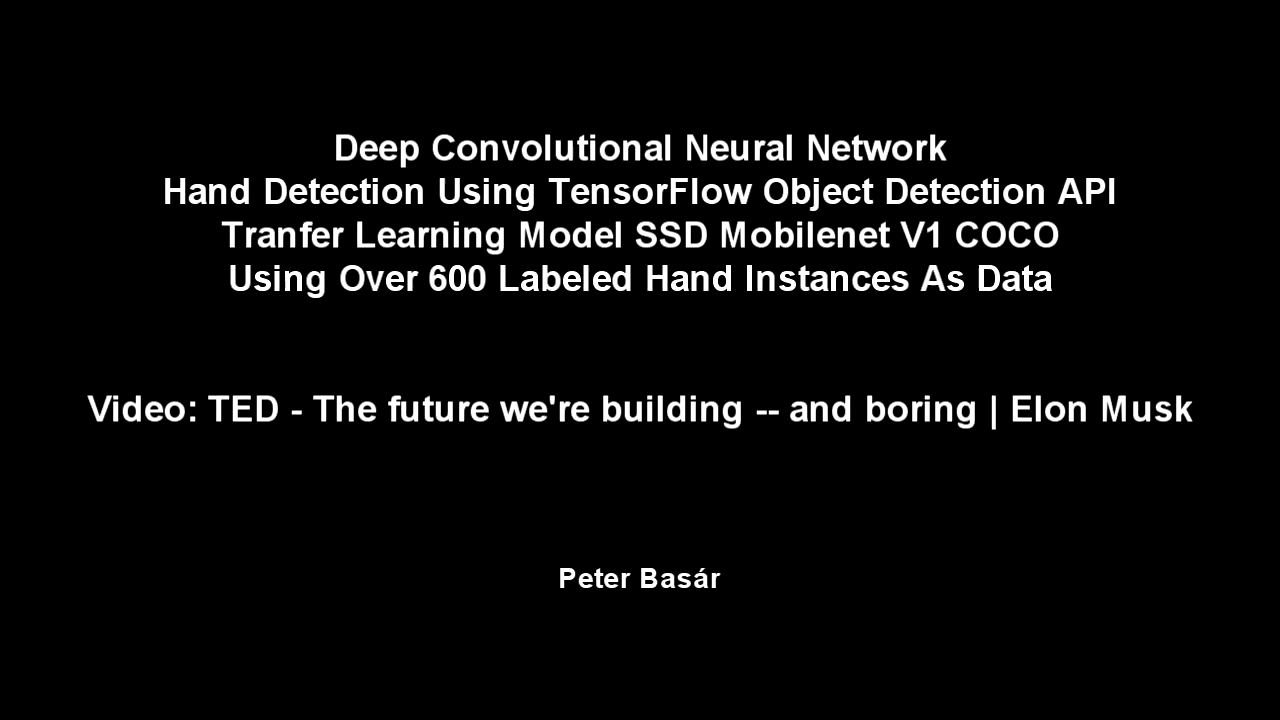 Deep Convolutional Neural Network
Hand Detection Using TensorFlow Object Detection API
Tranfer Learning Model SSD Mobilenet V1 COCO
Using Over 600 Labeled Hand Instances As Data
Video: TED - The future we're building -- and boring | Elon Musk
Peter Basár